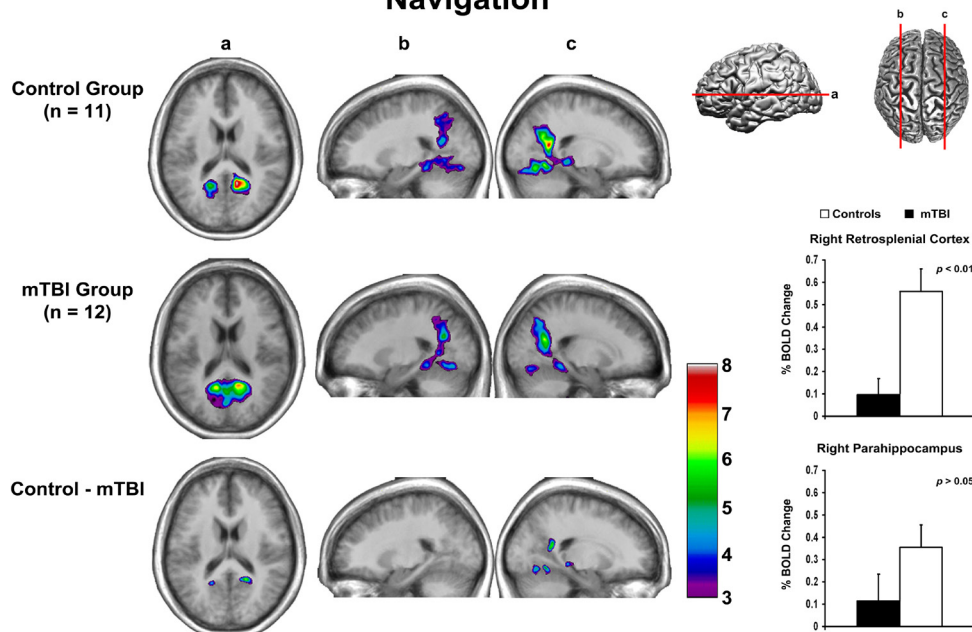 Navigation
a
b
c
Control Group
(n = 11)
mTBI Group
(n = 12)
Control - mTBI
8
7
6
5
4
3
b
c
a
Controls
mTBI
Right Retrosplenial Cortex
p < 0.01
% BOLD Change
0.7
0.6
0.5
0.4
0.3
0.2
0.1
0
Right Parahippocampus
p > 0.05
% BOLD Change
0.7
0.6
0.5
0.4
0.3
0.2
0.1
0